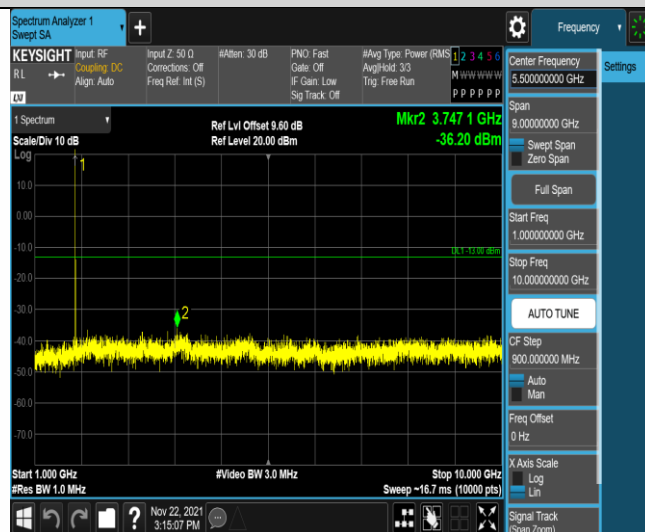 Spectrum Analyzer 1
Swept SA
+
Frequency
KEYSIGHT
RL
LXI
Input: RF
Coupling: DC
Align: Auto
Input Z: 50 Ω
Corrections: Off
Freq Ref: Int (S)
#Atten: 30 dB
PNO: Fast
Gate: Off
IF Gain: Low
Sig Track: Off
#Avg Type: Power (RMS
Avg|Hold: 3/3
Trig: Free Run
1 2 3 4 5 6
M W W W W W
P P P P P P
1 Spectrum
Scale/Div 10 dB
Log
Ref Lvl Offset 9.60 dB
Ref Level 20.00 dBm
Mkr2 3.747 1 GHz
-36.20 dBm
1
10.0
0.00
-10.0
DL1 -13.00 dBm
-20.0
-30.0
2
-40.0
-50.0
-60.0
-70.0
Start 1.000 GHz
#Res BW 1.0 MHz
#Video BW 3.0 MHz
Stop 10.000 GHz
Sweep ~16.7 ms (10000 pts)
?
Nov 22, 2021
3:15:07 PM
Center Frequency
5.500000000 GHz
Settings
Span
9.00000000 GHz
Swept Span
Zero Span
Full Span
Start Freq
1.000000000 GHz
Stop Freq
10.000000000 GHz
AUTO TUNE
CF Step
900.000000 MHz
Auto
Man
Freq Offset
0 Hz
X Axis Scale
Log
Lin
Signal Track
(Span Zoom)